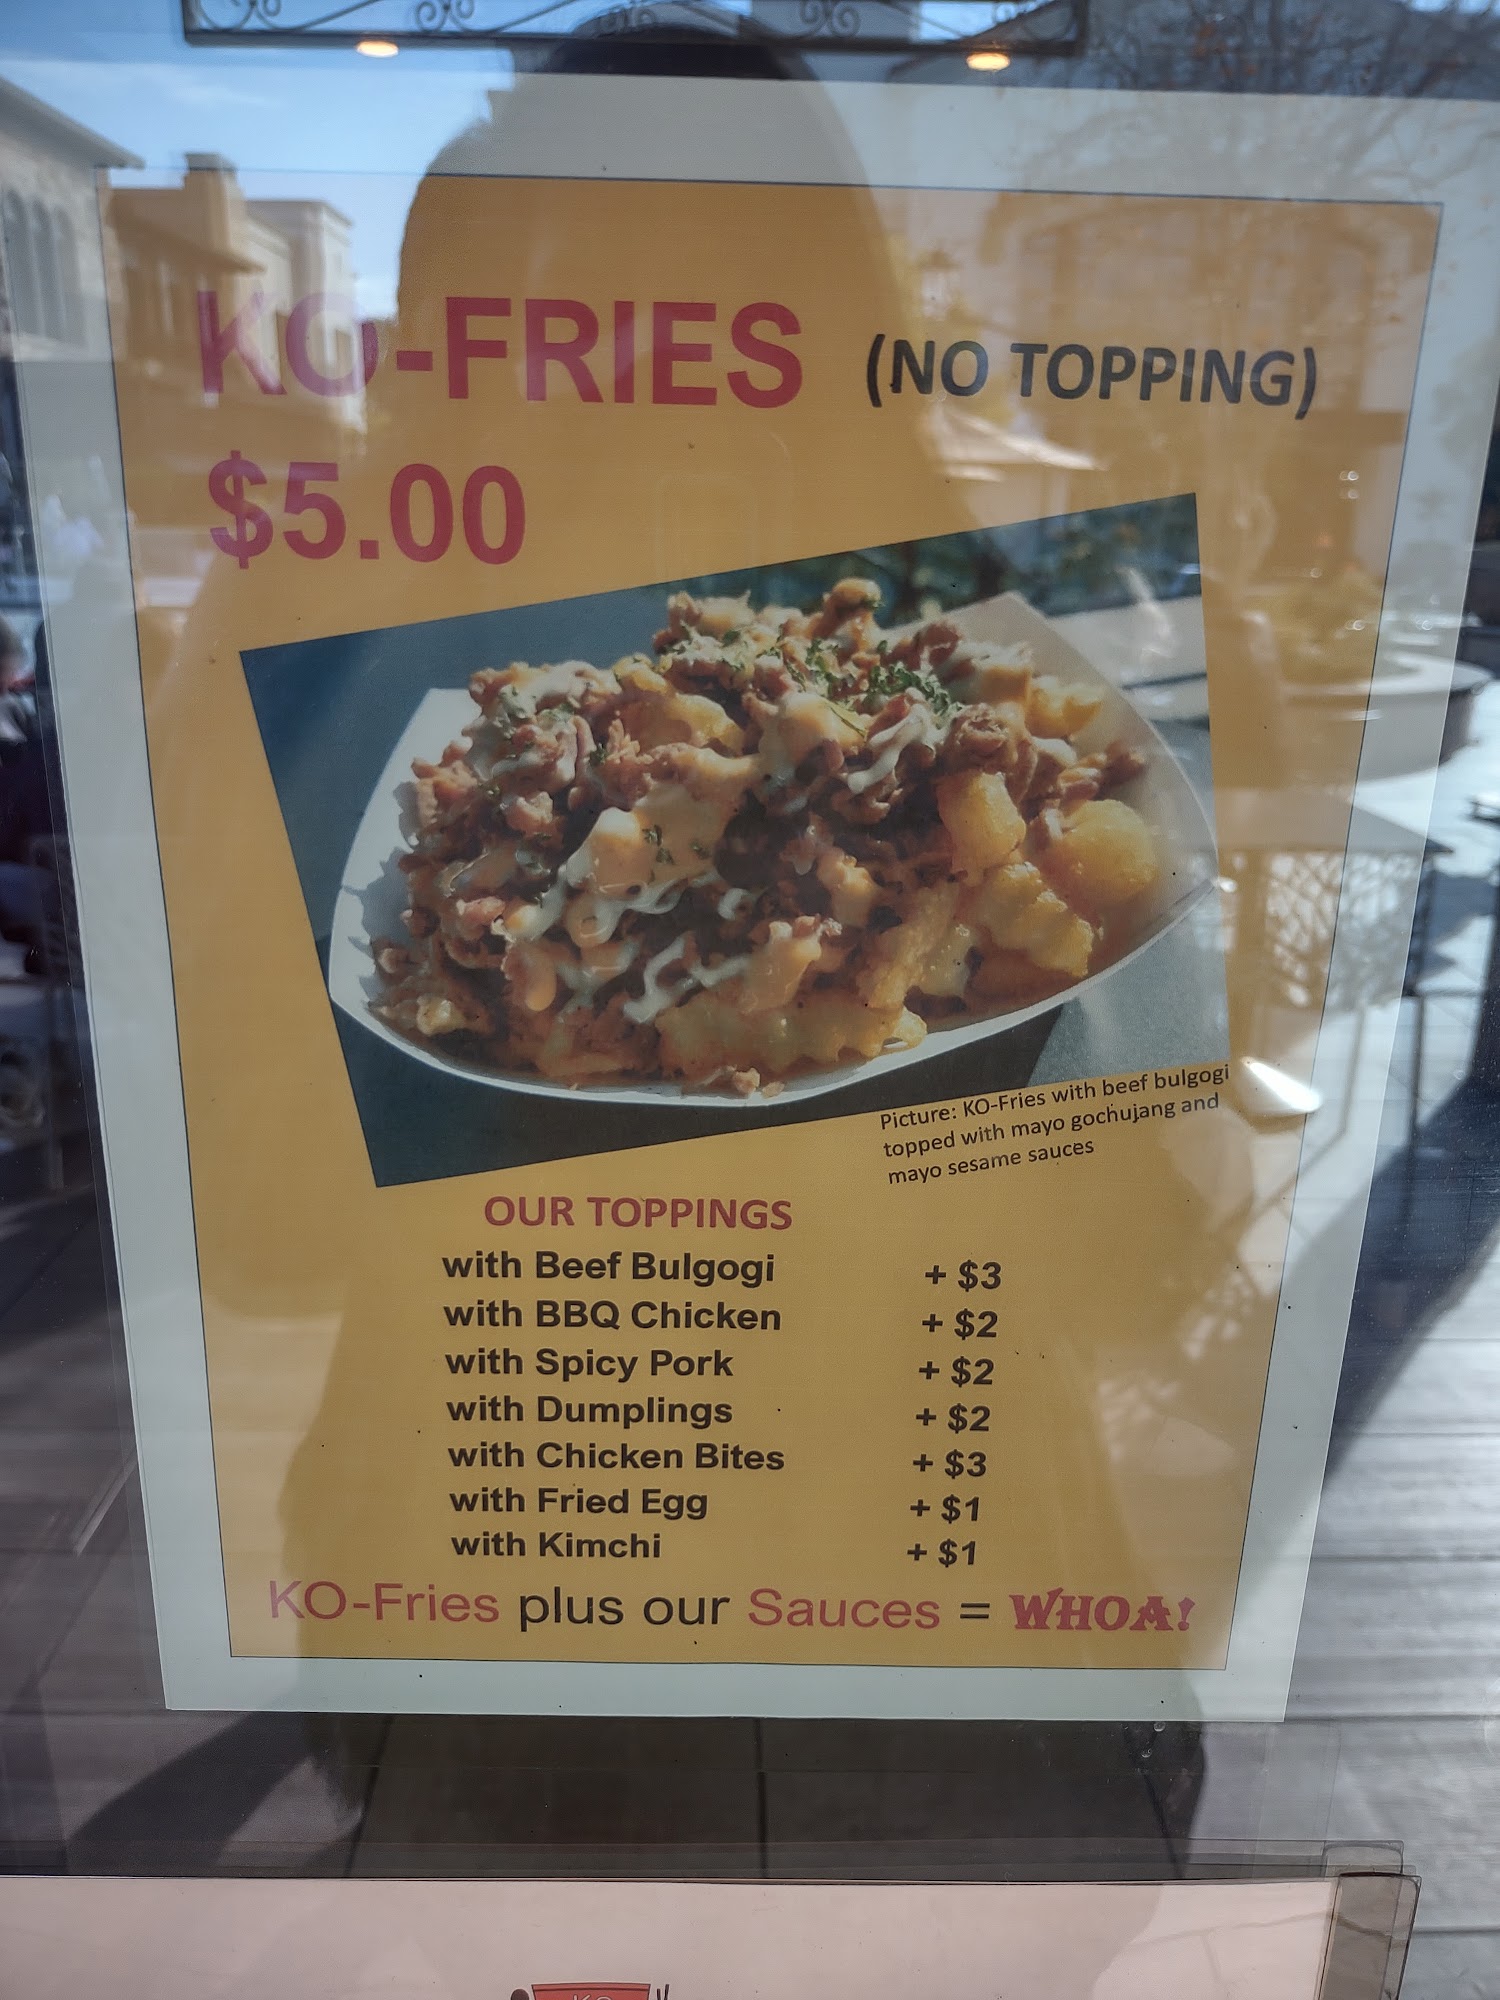 KO-FRIES (NO TOPPING)
$5.00
Picture: KO-Fries with beef bulgogi
topped with mayo gochujang and
mayo sesame sauces
OUR TOPPINGS
with Beef Bulgogi + $3
with BBQ Chicken + $2
with Spicy Pork + $2
with Dumplings + $2
with Chicken Bites + $3
with Fried Egg + $1
with Kimchi + $1
KO-Fries plus our Sauces = WHOA!